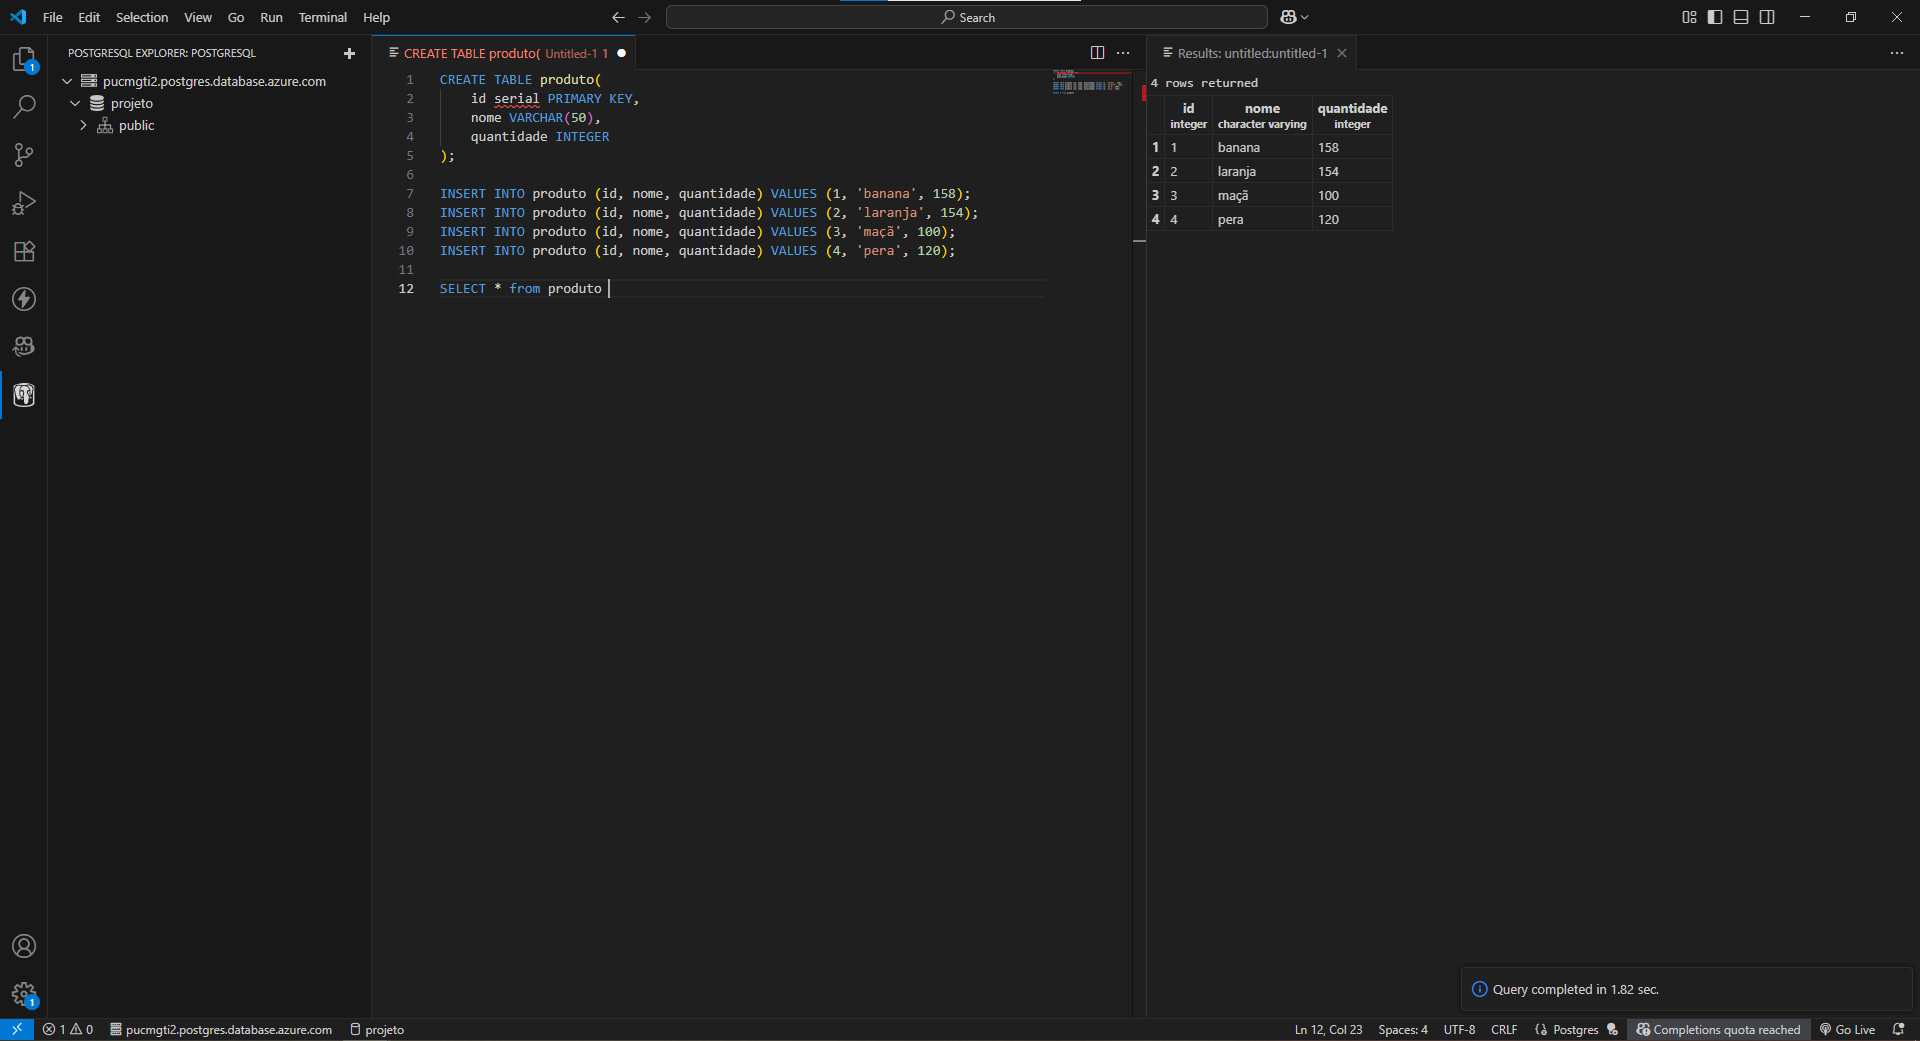 File Edit Selection View Go Run Terminal Help
Search
POSTGRESQL EXPLORER: POSTGRESQL
pucmgti2.postgres.database.azure.com
projeto
public
1
CREATE TABLE produto( Untitled-1 1
1 CREATE TABLE produto(
2 id serial PRIMARY KEY,
3 nome VARCHAR(50),
4 quantidade INTEGER
5 );
6
7 INSERT INTO produto (id, nome, quantidade) VALUES (1, 'banana', 158);
8 INSERT INTO produto (id, nome, quantidade) VALUES (2, 'laranja', 154);
9 INSERT INTO produto (id, nome, quantidade) VALUES (3, 'maçã', 100);
10 INSERT INTO produto (id, nome, quantidade) VALUES (4, 'pera', 120);
11
12 SELECT * from produto
Results: untitled:untitled-1
4 rows returned
id nome quantidade
integer character varying integer
1 1 banana 158
2 2 laranja 154
3 3 maçã 100
4 4 pera 120
Query completed in 1.82 sec.
1
1 0 pucmgti2.postgres.database.azure.com projeto Ln 12, Col 23 Spaces: 4 UTF-8 CRLF Postgres Completions quota reached Go Live